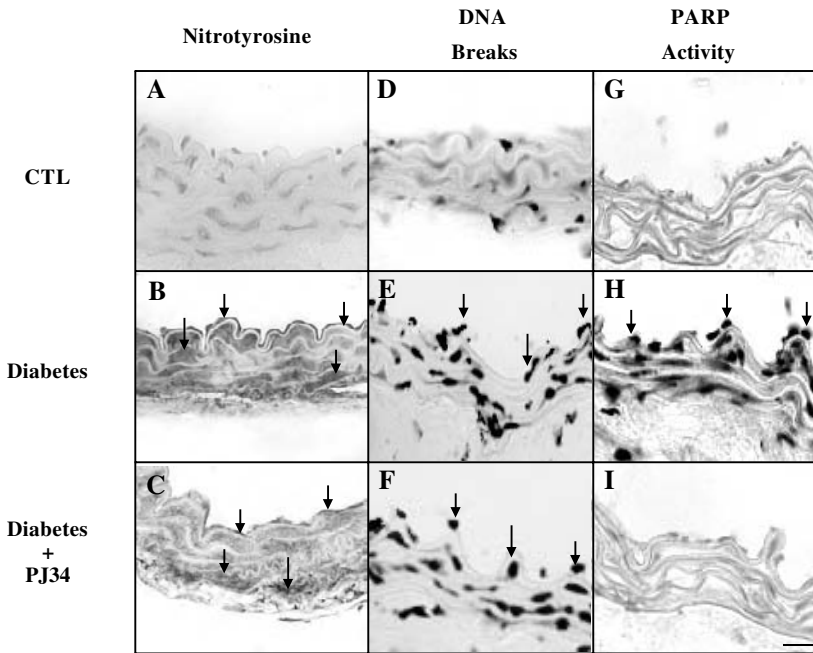 Nitrotyrosine
DNA
Breaks
PARP
Activity
CTL
A
D
G
Diabetes
B
E
H
Diabetes
+
PJ34
C
F
I